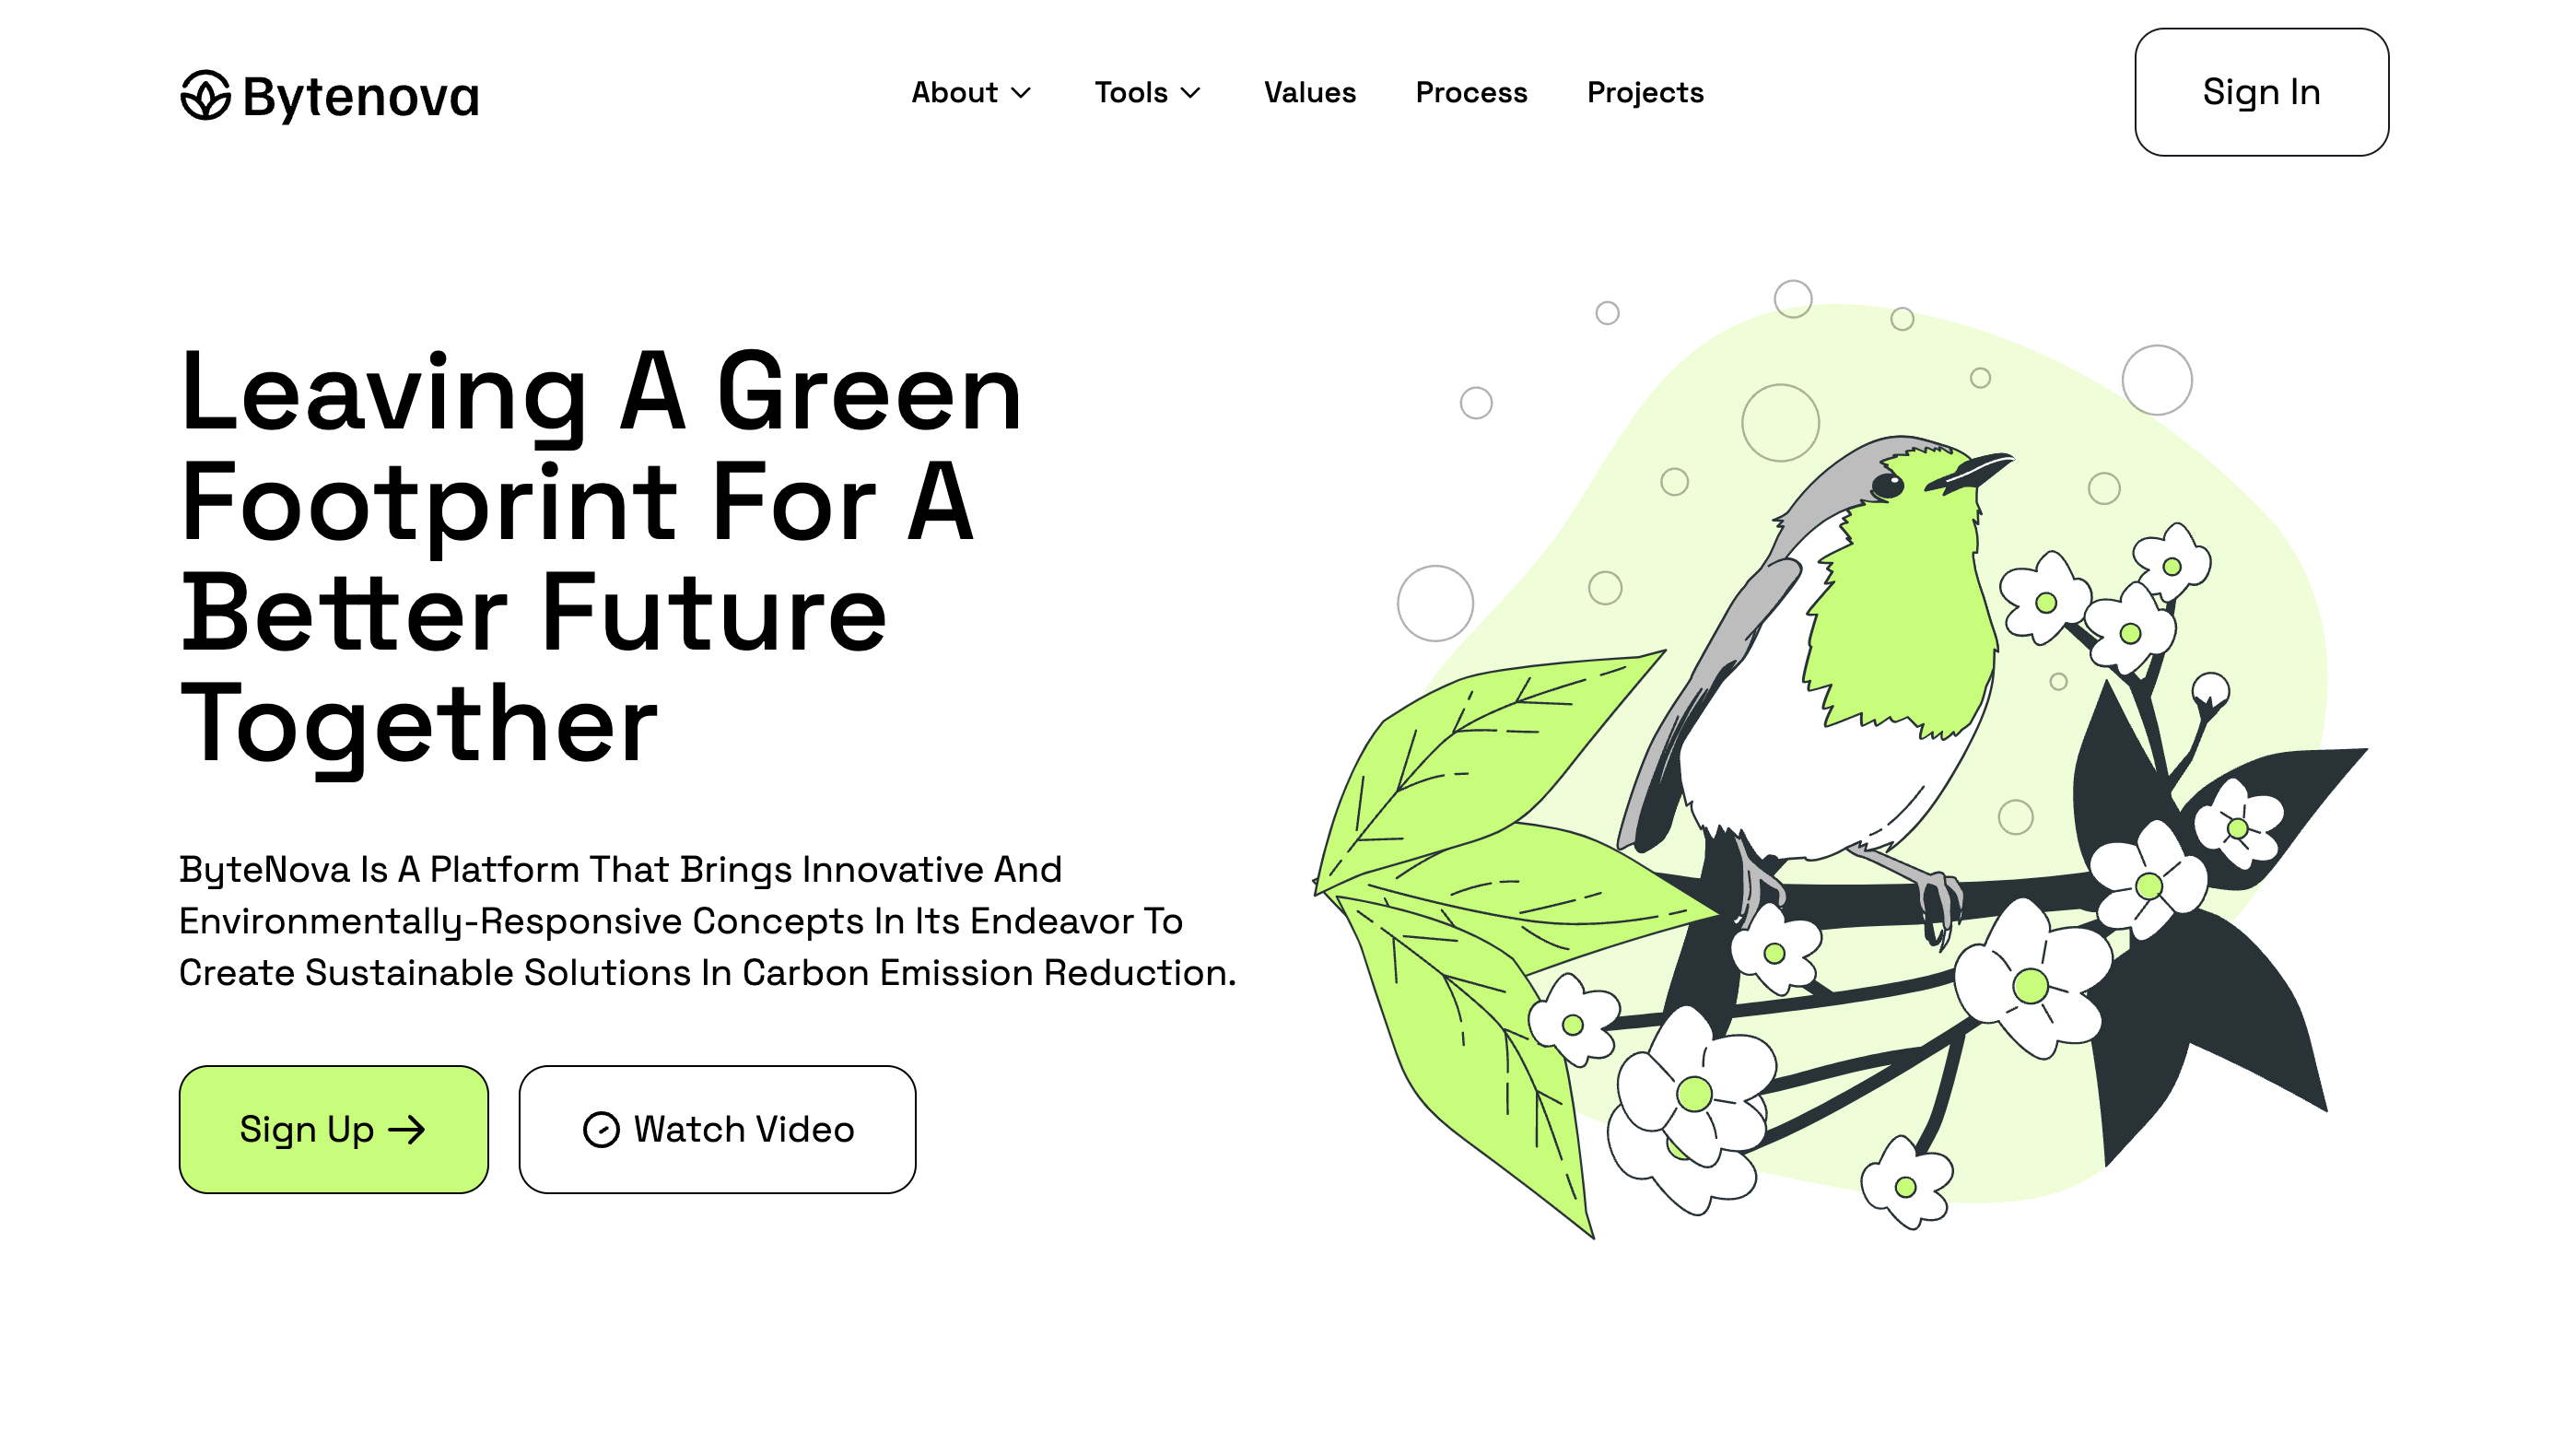 Bytenova
About
Tools
Values
Process
Projects
Sign In
Leaving A Green
Footprint For A
Better Future
Together
ByteNova Is A Platform That Brings Innovative And
Environmentally-Responsive Concepts In Its Endeavor To
Create Sustainable Solutions In Carbon Emission Reduction.
Sign Up
Watch Video